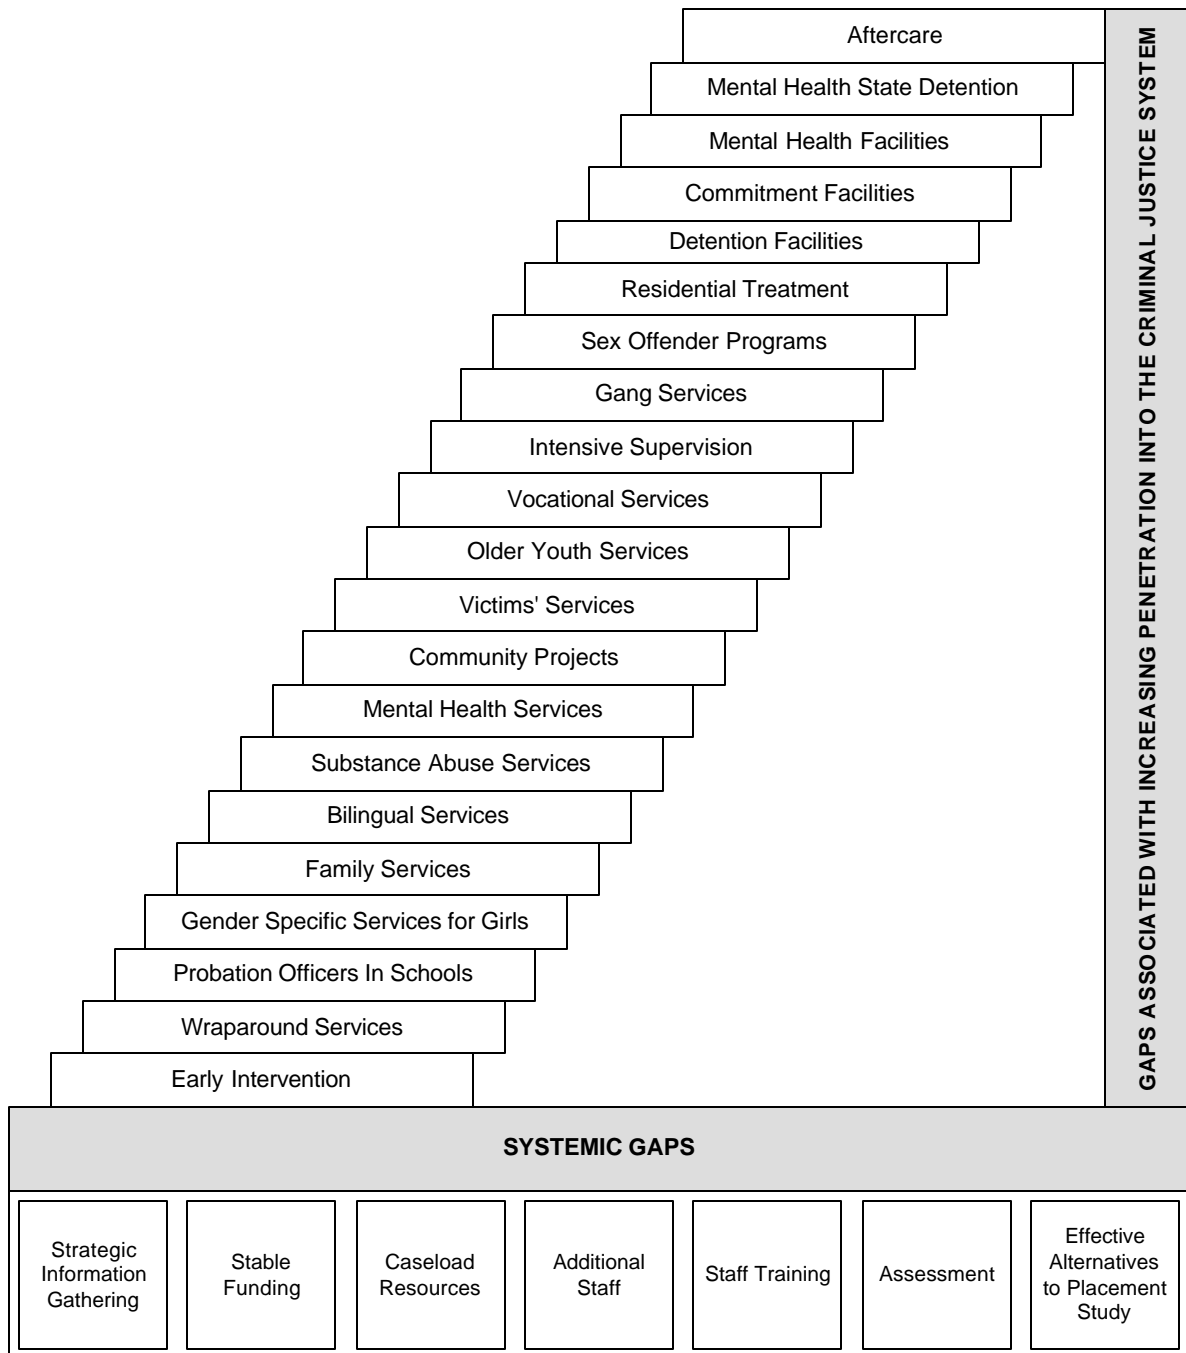 Aftercare
Mental Health State Detention
Mental Health Facilities
Commitment Facilities
Detention Facilities
Residential Treatment
Sex Offender Programs
Gang Services
Intensive Supervision
Vocational Services
Older Youth Services
Victims' Services
Community Projects
Mental Health Services
Substance Abuse Services
Bilingual Services
Family Services
Gender Specific Services for Girls
Probation Officers In Schools
Wraparound Services
Early Intervention
GAPS ASSOCIATED WITH INCREASING PENETRATION INTO THE CRIMINAL JUSTICE SYSTEM
SYSTEMIC GAPS
Strategic
Information
Gathering
Stable
Funding
Caseload
Resources
Additional
Staff
Staff Training
Assessment
Effective
Alternatives
to Placement
Study